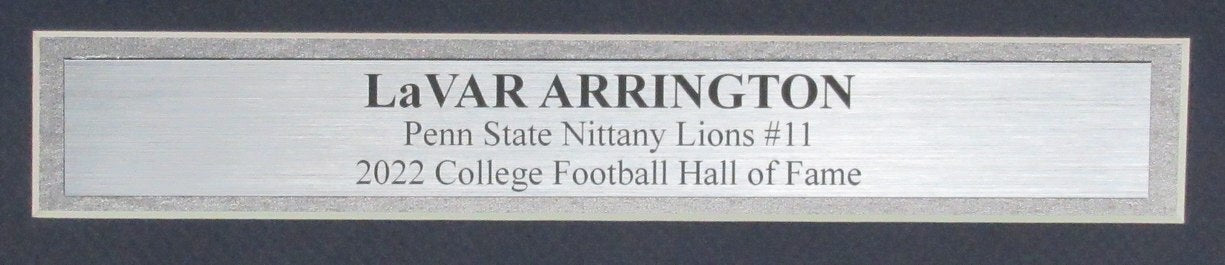 LaVAR ARRINGTON
Penn State Nittany Lions #11
2022 College Football Hall of Fame